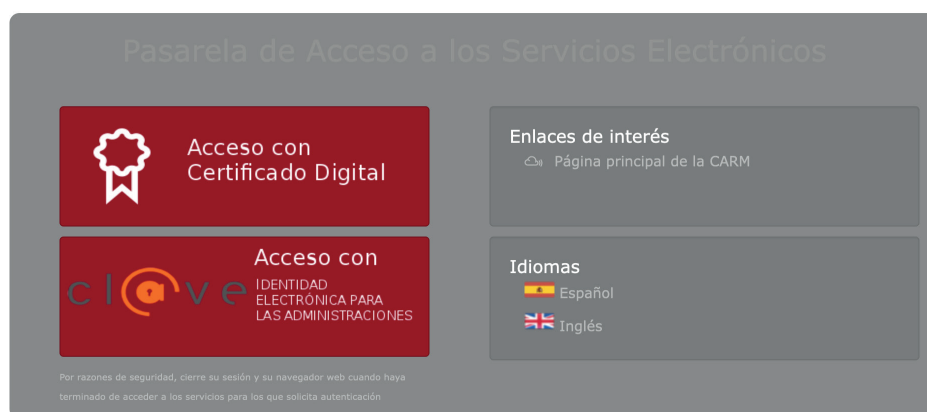 Pasarela de Acceso a los Servicios Electrónicos
Acceso con
Certificado Digital
cl@ve
Acceso con
IDENTIDAD
ELECTRÓNICA PARA
LAS ADMINISTRACIONES
Por razones de seguridad, cierre su sesión y su navegador web cuando haya
terminado de acceder a los servicios para los que solicita autenticación
Enlaces de interés
Página principal de la CARM
Idiomas
Español
Inglés